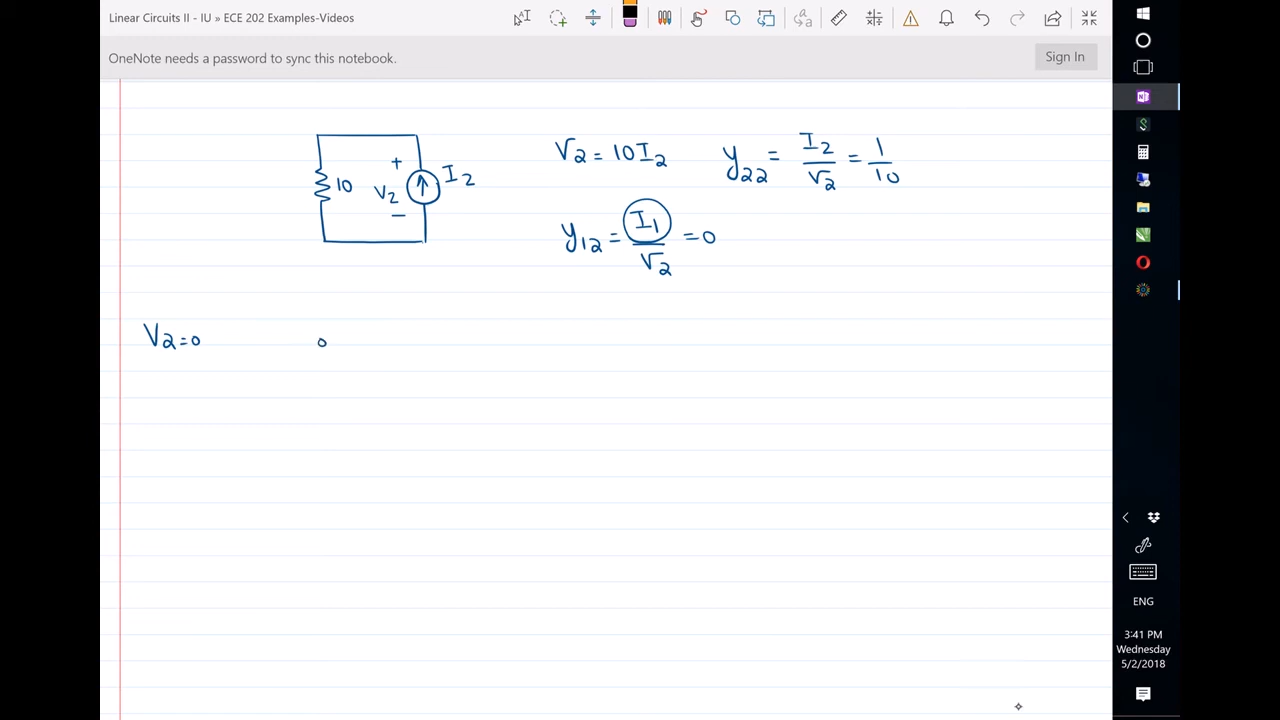 Linear Circuits II - IU » ECE 202 Examples-Videos
OneNote needs a password to sync this notebook.
Sign In
10
+
V2
−
I2
V2 = 10I2
y22 = I2/V2 = 1/10
y12 = I1/V2 = 0
V2=0
ENG
3:41 PM
Wednesday
5/2/2018